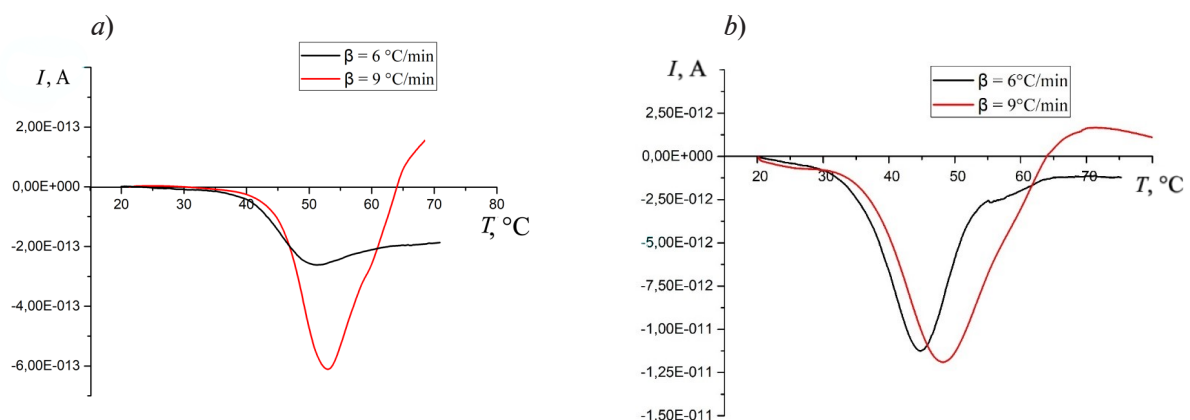 a)
β = 6 °C/min
β = 9 °C/min
I, A
2,00E-013
0,00E+000
-2,00E-013
-4,00E-013
-6,00E-013
20 30 40 50 60 70 80
T, °C
b)
β = 6°C/min
β = 9°C/min
I, A
2,50E-012
0,00E+000
-2,50E-012
-5,00E-012
-7,50E-012
-1,00E-011
-1,25E-011
-1,50E-011
20 30 40 50 60 70 80
T, °C